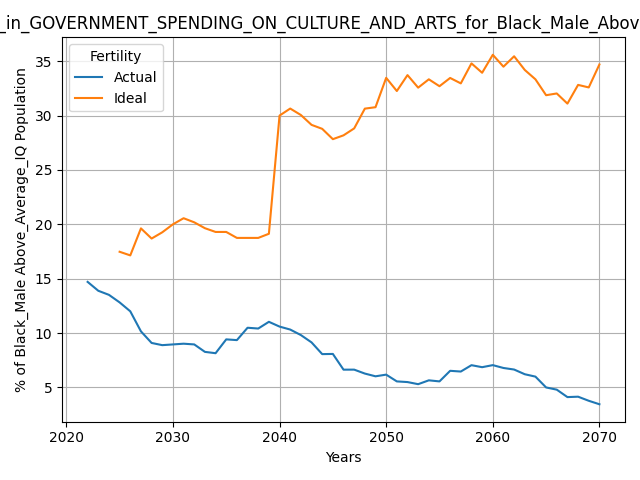 _in_GOVERNMENT_SPENDING_ON_CULTURE_AND_ARTS_for_Black_Male_Abov
Fertility
Actual
Ideal
% of Black_Male Above_Average_IQ Population
35
30
25
20
15
10
5
2020 2030 2040 2050 2060 2070
Years